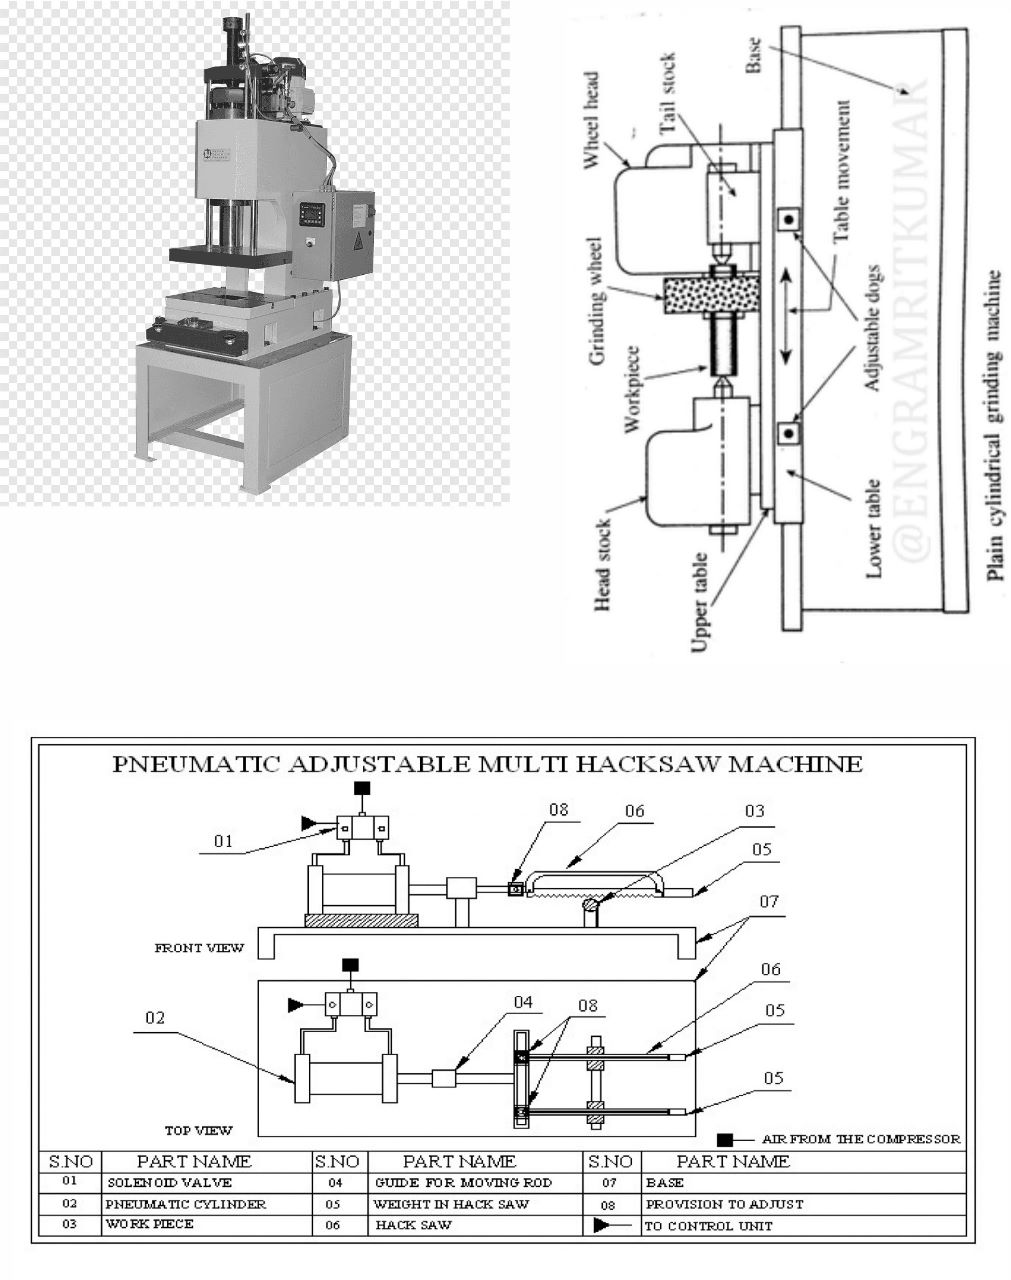 Wheel head
Tail stock
Base
Grinding wheel
Workpiece
Table movement
Adjustable dogs
Head stock
Upper table
Lower table
@ENGRAMRITKUMAR
Plain cylindrical grinding machine
PNEUMATIC ADJUSTABLE MULTI HACKSAW MACHINE
01
08
06
03
05
07
FRONT VIEW
02
04
08
06
05
05
TOP VIEW
AIR FROM THE COMPRESSOR
S.NO PART NAME S.NO PART NAME S.NO PART NAME
01 SOLENOID VALVE 04 GUIDE FOR MOVING ROD 07 BASE
02 PNEUMATIC CYLINDER 05 WEIGHT IN HACK SAW 08 PROVISION TO ADJUST
03 WORK PIECE 06 HACK SAW TO CONTROL UNIT